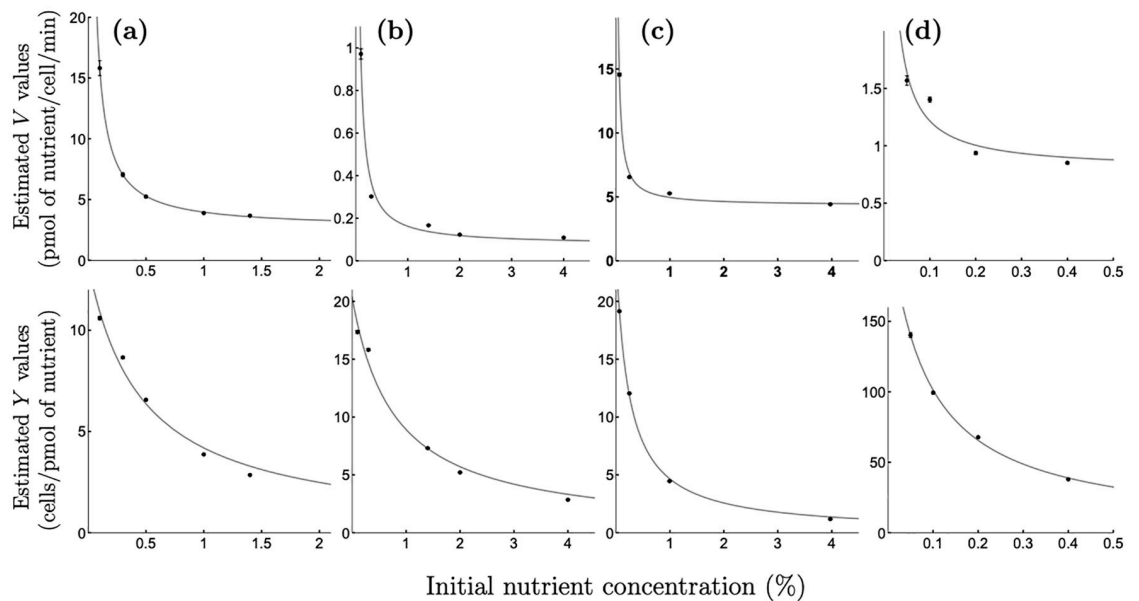 (a) (b) (c) (d)
Estimated V values
(pmol of nutrient/cell/min)
20
15
10
5
0
0.5 1 1.5 2
1
0.8
0.6
0.4
0.2
0
1 2 3 4
15
10
5
0
1 2 3 4
1.5
1
0.5
0
0.1 0.2 0.3 0.4 0.5
Estimated Y values
(cells/pmol of nutrient)
10
5
0
0.5 1 1.5 2
20
15
10
5
0
1 2 3 4
20
15
10
5
0
1 2 3 4
150
100
50
0
0.1 0.2 0.3 0.4 0.5
Initial nutrient concentration (%)